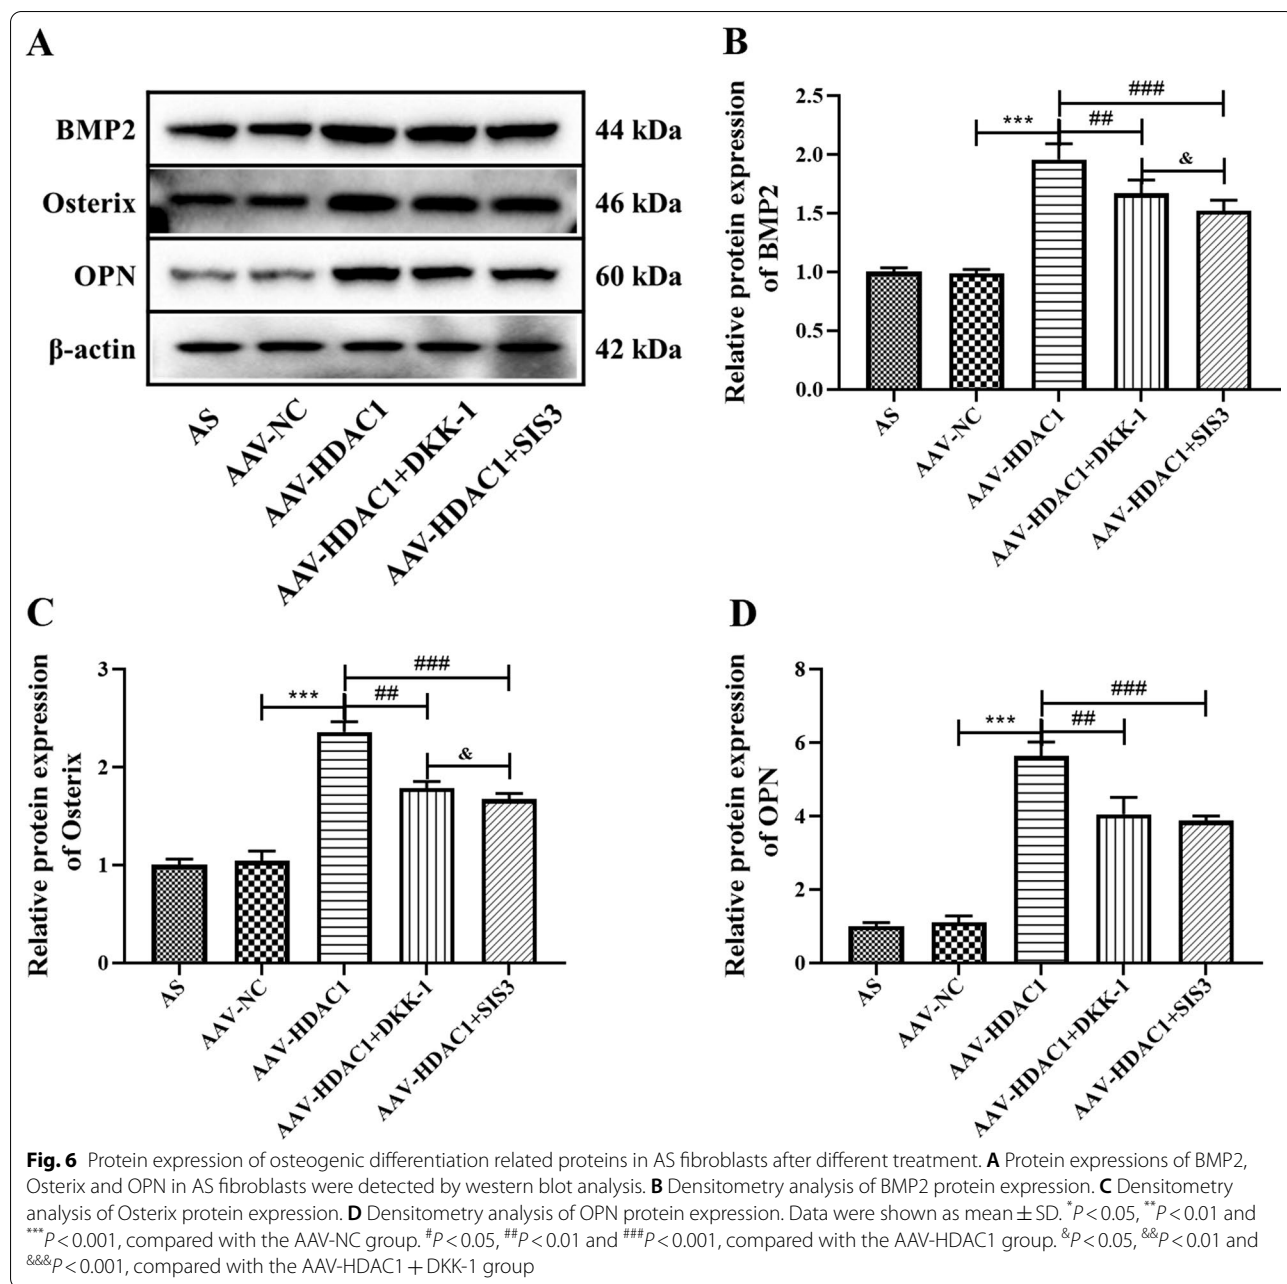 A
BMP2
44 kDa
Osterix
46 kDa
OPN
60 kDa
β-actin
42 kDa
AS
AAV-NC
AAV-HDAC1
AAV-HDAC1+DKK-1
AAV-HDAC1+SIS3
B
Relative protein expression
of BMP2
2.5
2.0
1.5
1.0
0.5
0.0
***
##
###
&
AS
AAV-NC
AAV-HDAC1
AAV-HDAC1+DKK-1
AAV-HDAC1+SIS3
C
Relative protein expression
of Osterix
3
2
1
0
***
##
###
&
AS
AAV-NC
AAV-HDAC1
AAV-HDAC1+DKK-1
AAV-HDAC1+SIS3
D
Relative protein expression
of OPN
8
6
4
2
0
***
##
###
AS
AAV-NC
AAV-HDAC1
AAV-HDAC1+DKK-1
AAV-HDAC1+SIS3
Fig. 6 Protein expression of osteogenic differentiation related proteins in AS fibroblasts after different treatment. A Protein expressions of BMP2,
Osterix and OPN in AS fibroblasts were detected by western blot analysis. B Densitometry analysis of BMP2 protein expression. C Densitometry
analysis of Osterix protein expression. D Densitometry analysis of OPN protein expression. Data were shown as mean ± SD. *P < 0.05, **P < 0.01 and
***P < 0.001, compared with the AAV-NC group. #P < 0.05, ##P < 0.01 and ###P < 0.001, compared with the AAV-HDAC1 group. &P < 0.05, &&P < 0.01 and
&&&P < 0.001, compared with the AAV-HDAC1 + DKK-1 group